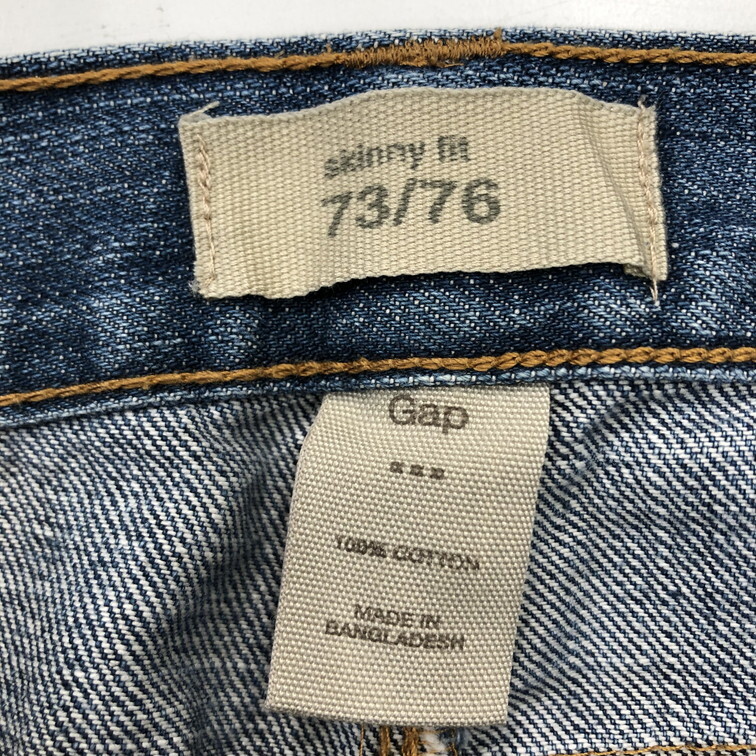 skinny fit
73/76
Gap
100% COTTON
MADE IN
BANGLADESH